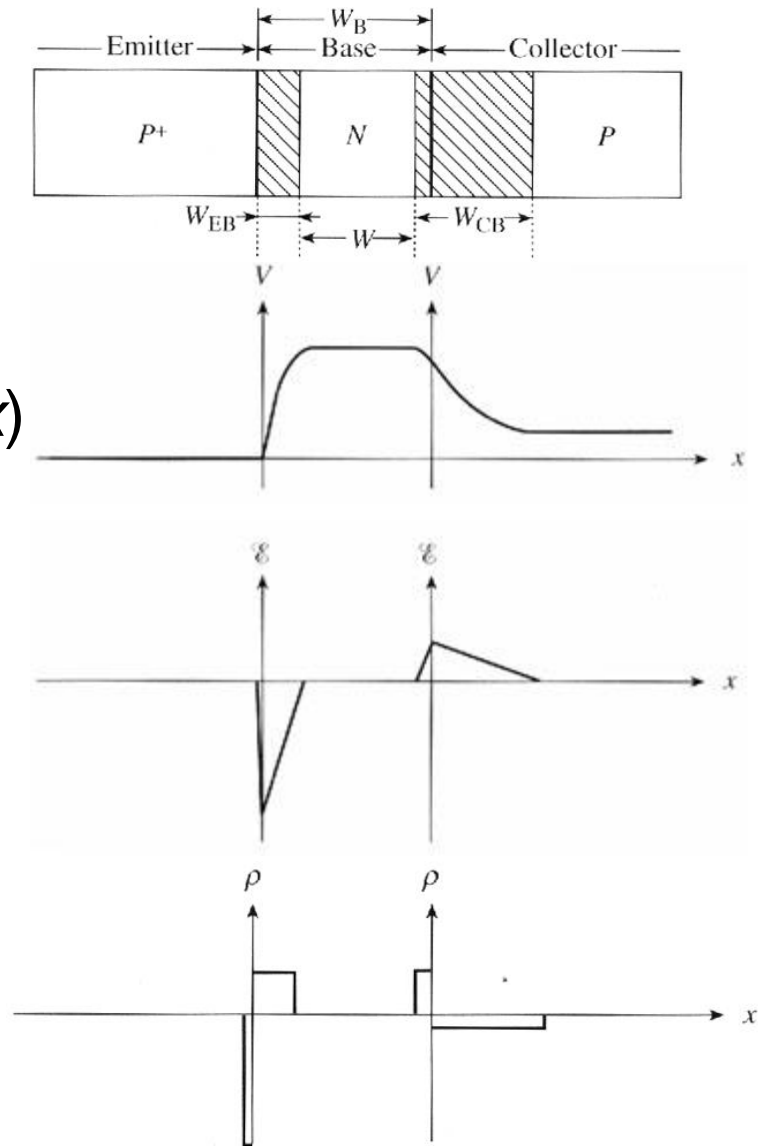 W_B
Emitter Base Collector
P+ N P
W_EB W W_CB
V V
x)
x
ℰ ℰ
x
ρ ρ
x